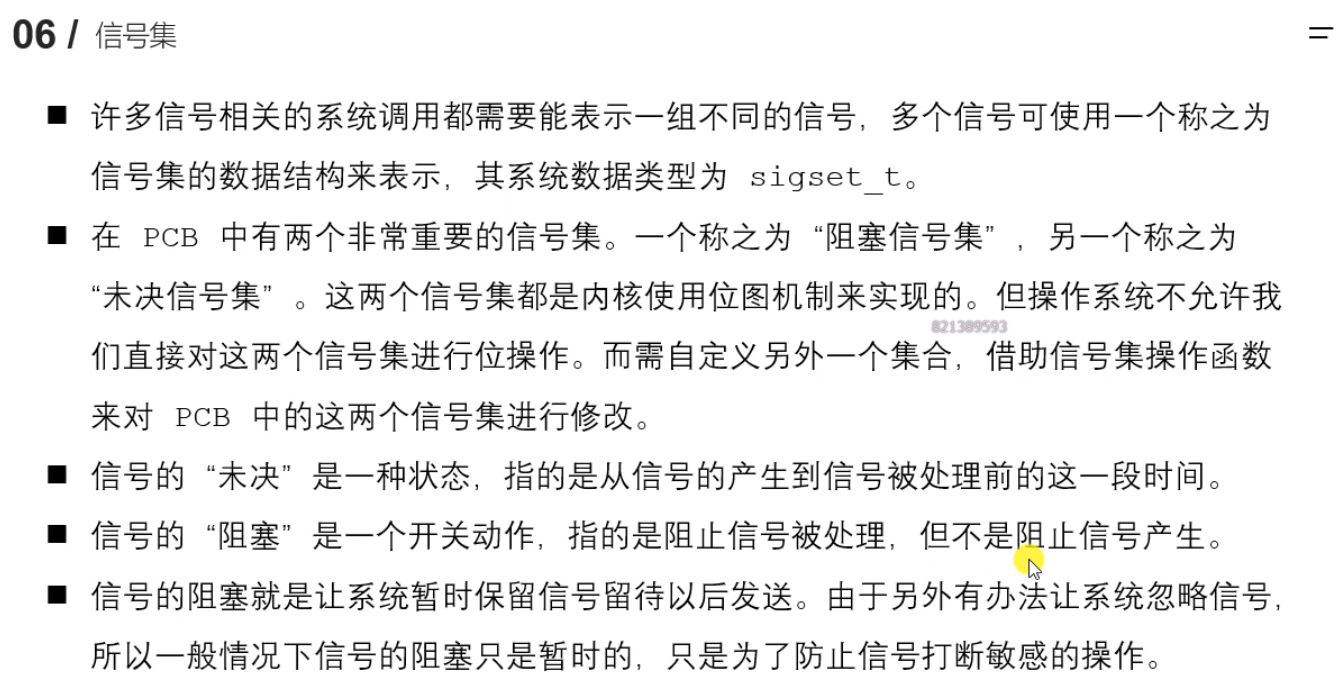 06 / 信号集
■ 许多信号相关的系统调用都需要能表示一组不同的信号，多个信号可使用一个称之为
信号集的数据结构来表示，其系统数据类型为 sigset_t。
■ 在 PCB 中有两个非常重要的信号集。一个称之为 “阻塞信号集” ，另一个称之为
“未决信号集” 。这两个信号集都是内核使用位图机制来实现的。但操作系统不允许我
821389593
们直接对这两个信号集进行位操作。而需自定义另外一个集合，借助信号集操作函数
来对 PCB 中的这两个信号集进行修改。
■ 信号的 “未决” 是一种状态，指的是从信号的产生到信号被处理前的这一段时间。
■ 信号的 “阻塞” 是一个开关动作，指的是阻止信号被处理，但不是阻止信号产生。
■ 信号的阻塞就是让系统暂时保留信号留待以后发送。由于另外有办法让系统忽略信号，
所以一般情况下信号的阻塞只是暂时的，只是为了防止信号打断敏感的操作。